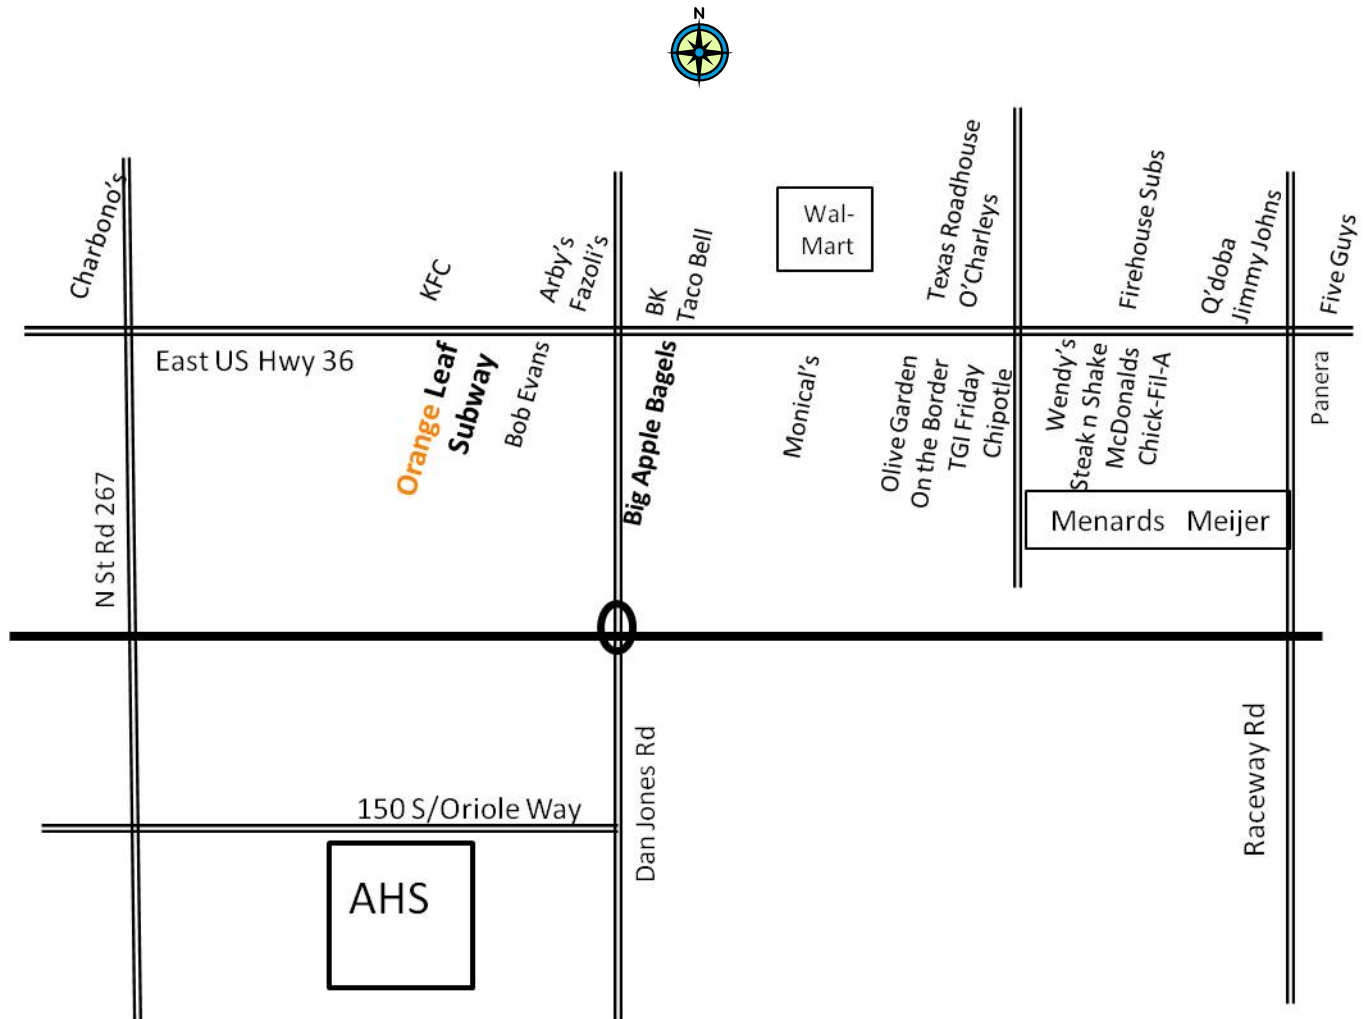 N
Charbono's
KFC
Arby's
Fazoli's
BK
Taco Bell
Wal-
Mart
Texas Roadhouse
O'Charleys
Firehouse Subs
Q'doba
Jimmy Johns
Five Guys
East US Hwy 36
Orange Leaf
Subway
Bob Evans
Big Apple Bagels
Monical's
Olive Garden
On the Border
TGI Friday
Chipotle
Wendy's
Steak n Shake
McDonalds
Chick-Fil-A
Panera
N St Rd 267
Menards Meijer
150 S/Oriole Way
Dan Jones Rd
Raceway Rd
AHS